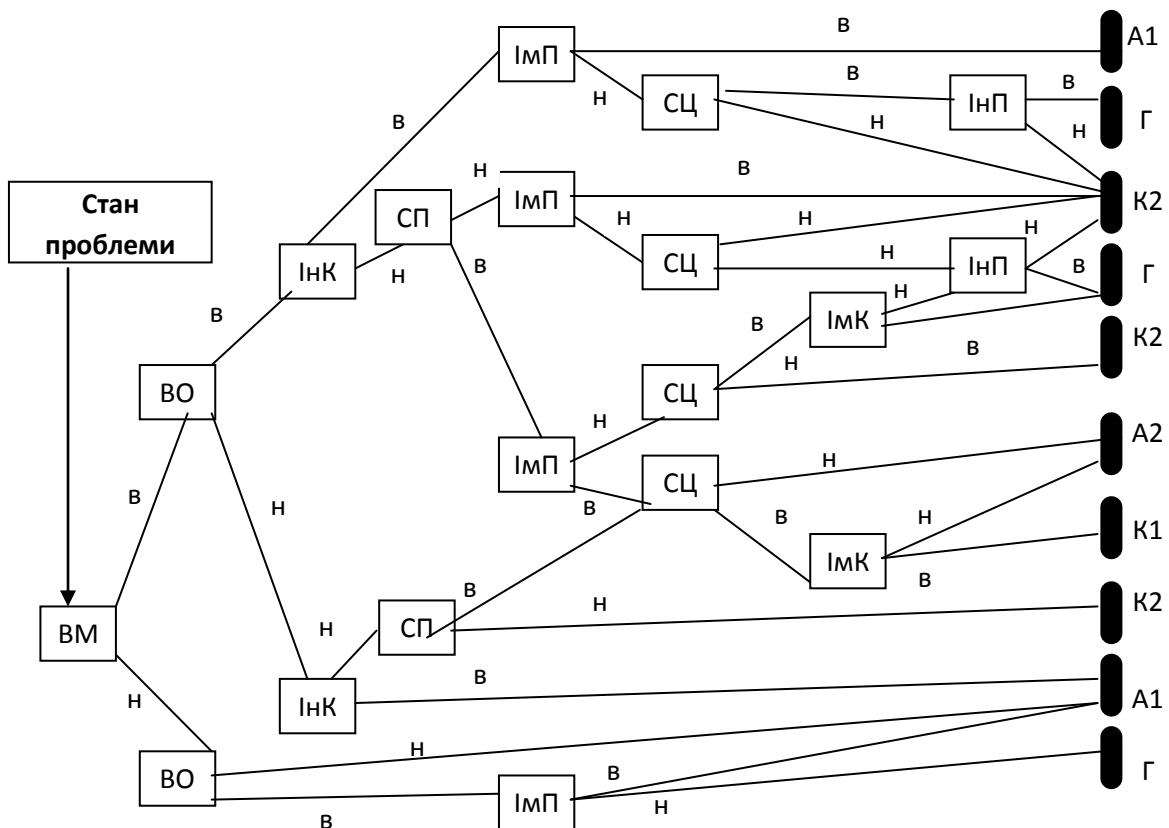 в
ІмП
А1
н
в
СЦ
ІнП
в
Г
н
н
в
н
ІмП
в
К2
Стан
проблеми
СП
н
н
н
ІнК
н
в
СЦ
н
ІнП
в
Г
н
ІмК
в
в
н
в
К2
ВО
СЦ
н
А2
ІмП
СЦ
н
в
н
в
в
н
К1
ІмК
в
в
н
К2
ВМ
н
СП
в
н
ІнК
А1
н
ВО
в
Г
ІмП
н
в